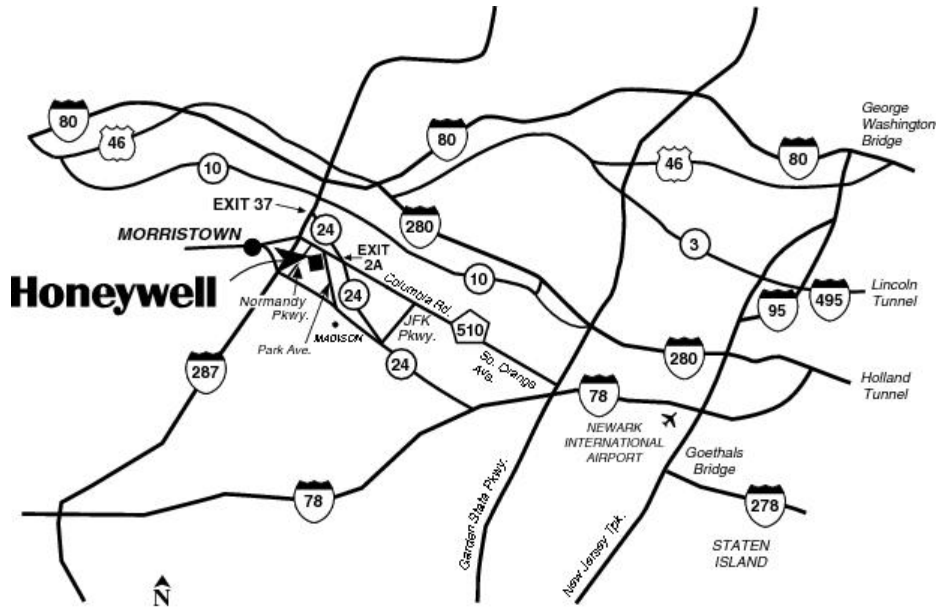 80
46
80
George
Washington
Bridge
46
80
10
EXIT 37
24
280
MORRISTOWN
EXIT
2A
3
Honeywell
Normandy
Pkwy.
24
Columbia Rd.
10
Lincoln
Tunnel
95
495
Park Ave.
MADISON
JFK
Pkwy.
510
24
So. Orange
Ave.
280
287
78
Holland
Tunnel
NEWARK
INTERNATIONAL
AIRPORT
Goethals
Bridge
78
278
Garden State Pkwy.
New Jersey Tpk.
STATEN
ISLAND
N